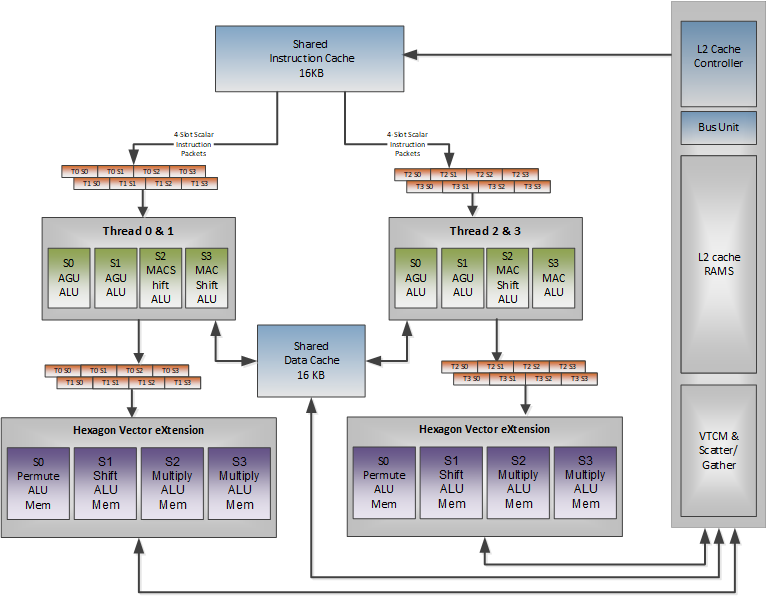 Shared
Instruction Cache
16KB
L2 Cache
Controller
Bus Unit
L2 cache
RAMS
VTCM &
Scatter/
Gather
4-Slot Scalar
Instruction
Packets
4-Slot Scalar
Instruction
Packets
T0 S0 T0 S1 T0 S2 T0 S3
T1 S0 T1 S1 T1 S2 T1 S3
T2 S0 T2 S1 T2 S2 T2 S3
T3 S0 T3 S1 T3 S2 T3 S3
Thread 0 & 1
S0
AGU
ALU
S1
AGU
ALU
S2
MACS
hift
ALU
S3
MAC
Shift
ALU
Thread 2 & 3
S0
AGU
ALU
S1
AGU
ALU
S2
MAC
Shift
ALU
S3
MAC
ALU
Shared
Data Cache
16 KB
T0 S0 T0 S1 T0 S2 T0 S3
T1 S0 T1 S1 T1 S2 T1 S3
T2 S0 T2 S1 T2 S2 T2 S3
T3 S0 T3 S1 T3 S2 T3 S3
Hexagon Vector eXtension
S0
Permute
ALU
Mem
S1
Shift
ALU
Mem
S2
Multiply
ALU
Mem
S3
Multiply
ALU
Mem
Hexagon Vector eXtension
S0
Permute
ALU
Mem
S1
Shift
ALU
Mem
S2
Multiply
ALU
Mem
S3
Multiply
ALU
Mem